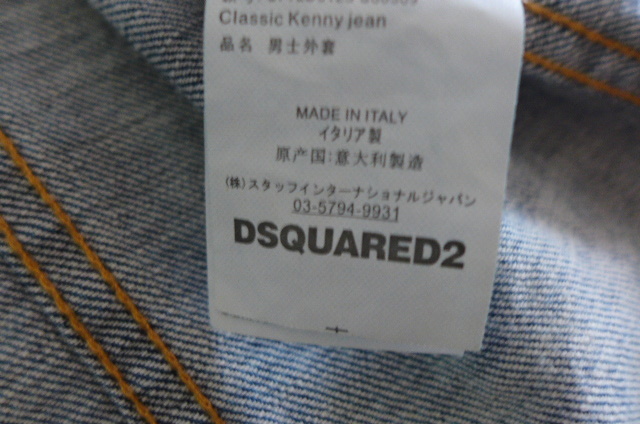 Classic Kenny jean
品名 男士外套
MADE IN ITALY
イタリア製
原产国:意大利製造
(株)スタッフインターナショナルジャパン
03-5794-9931
DSQUARED2